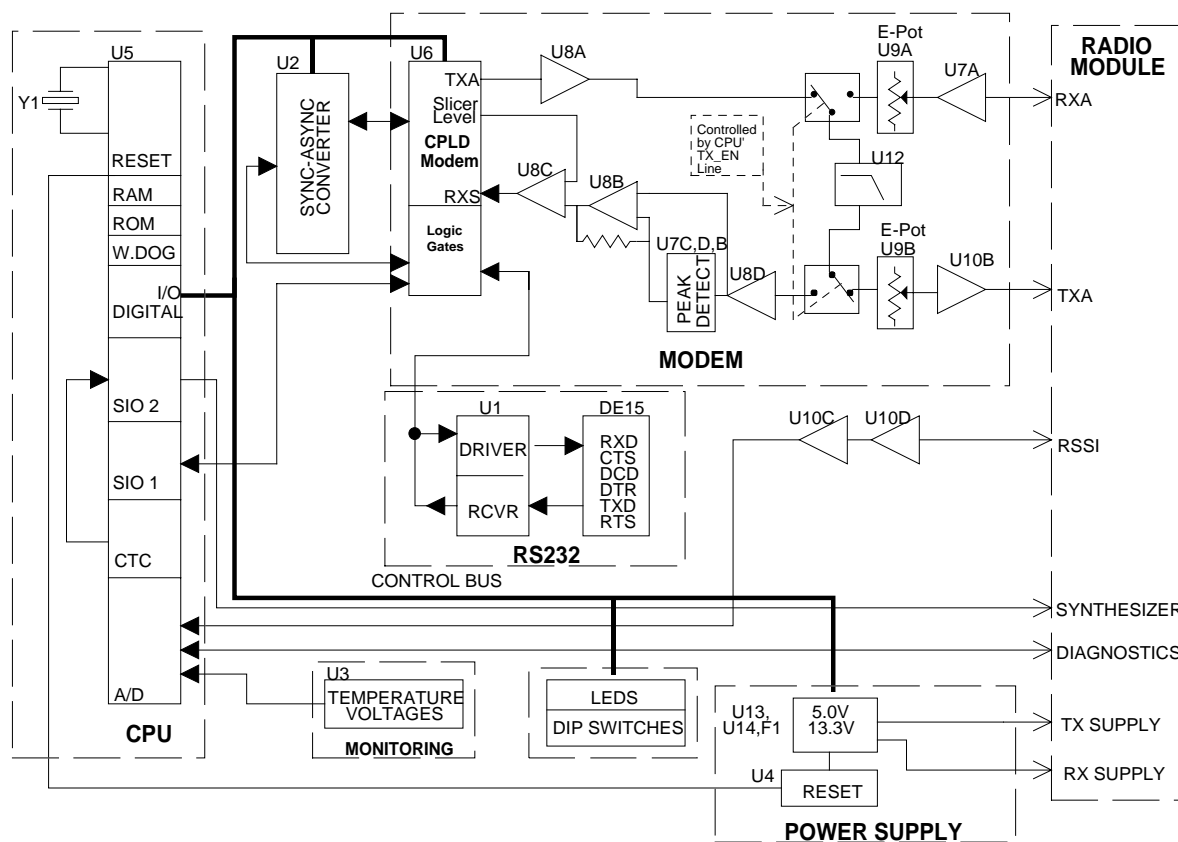 U5
Y1
RESET
RAM
ROM
W.DOG
I/O
DIGITAL
SIO 2
SIO 1
CTC
A/D
CPU
U2
SYNC-ASYNC
CONVERTER
U6
TXA
Slicer
Level
CPLD
Modem
RXS
Logic
Gates
U8A
U8C
U8B
Controlled
by CPU'
TX_EN
Line
U7C,D,B
PEAK
DETECT
U8D
E-Pot
U9A
U7A
U12
E-Pot
U9B
U10B
MODEM
RADIO
MODULE
RXA
TXA
RSSI
SYNTHESIZER
DIAGNOSTICS
TX SUPPLY
RX SUPPLY
U10C
U10D
U1
DRIVER
RCVR
DE15
RXD
CTS
DCD
DTR
TXD
RTS
RS232
CONTROL BUS
U3
TEMPERATURE
VOLTAGES
MONITORING
LEDS
DIP SWITCHES
U13,
U14,F1
5.0V
13.3V
U4
RESET
POWER SUPPLY